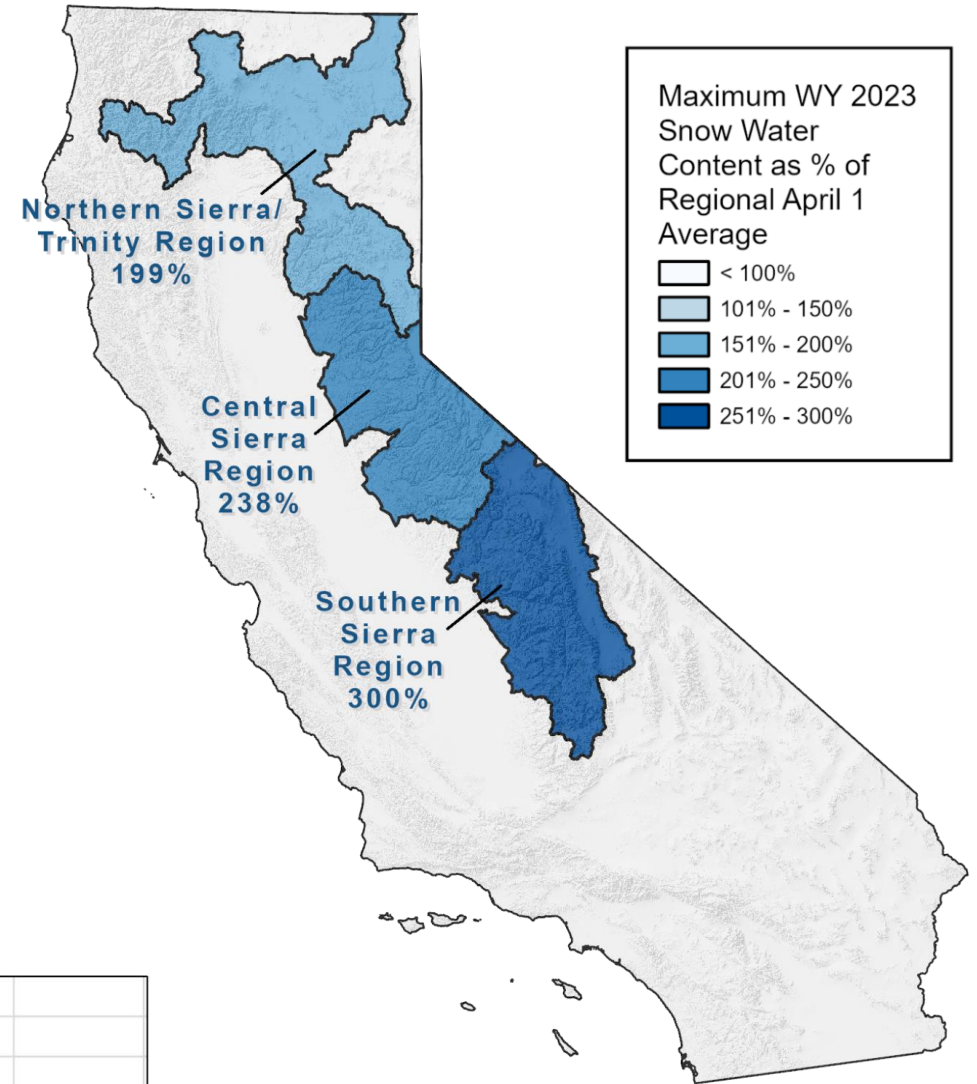 Maximum WY 2023
Snow Water
Content as % of
Regional April 1
Average
< 100%
101% - 150%
151% - 200%
201% - 250%
251% - 300%
Northern Sierra/
Trinity Region
199%
Central
Sierra
Region
238%
Southern
Sierra
Region
300%